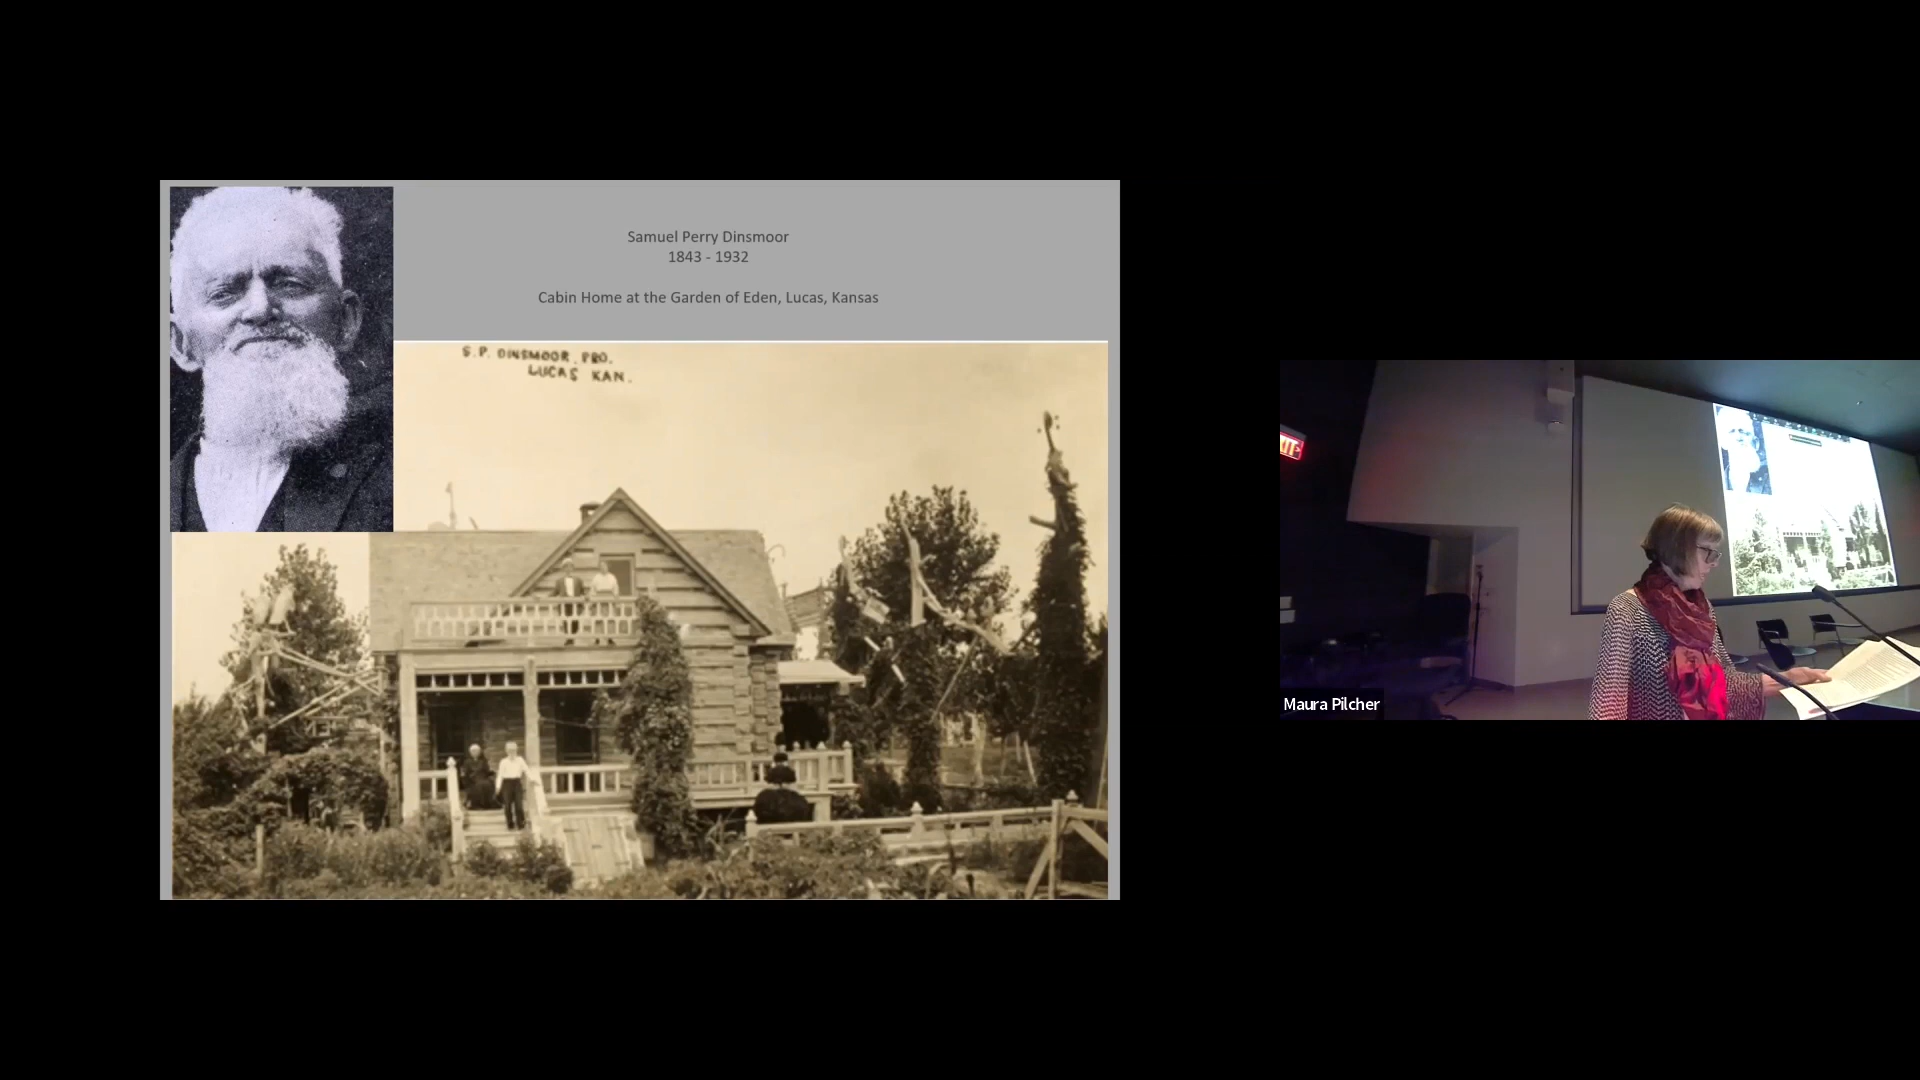 Samuel Perry Dinsmoor
1843 - 1932
Cabin Home at the Garden of Eden, Lucas, Kansas
S.P. DINSMOOR. PRO.
LUCAS KAN.
Maura Pilcher